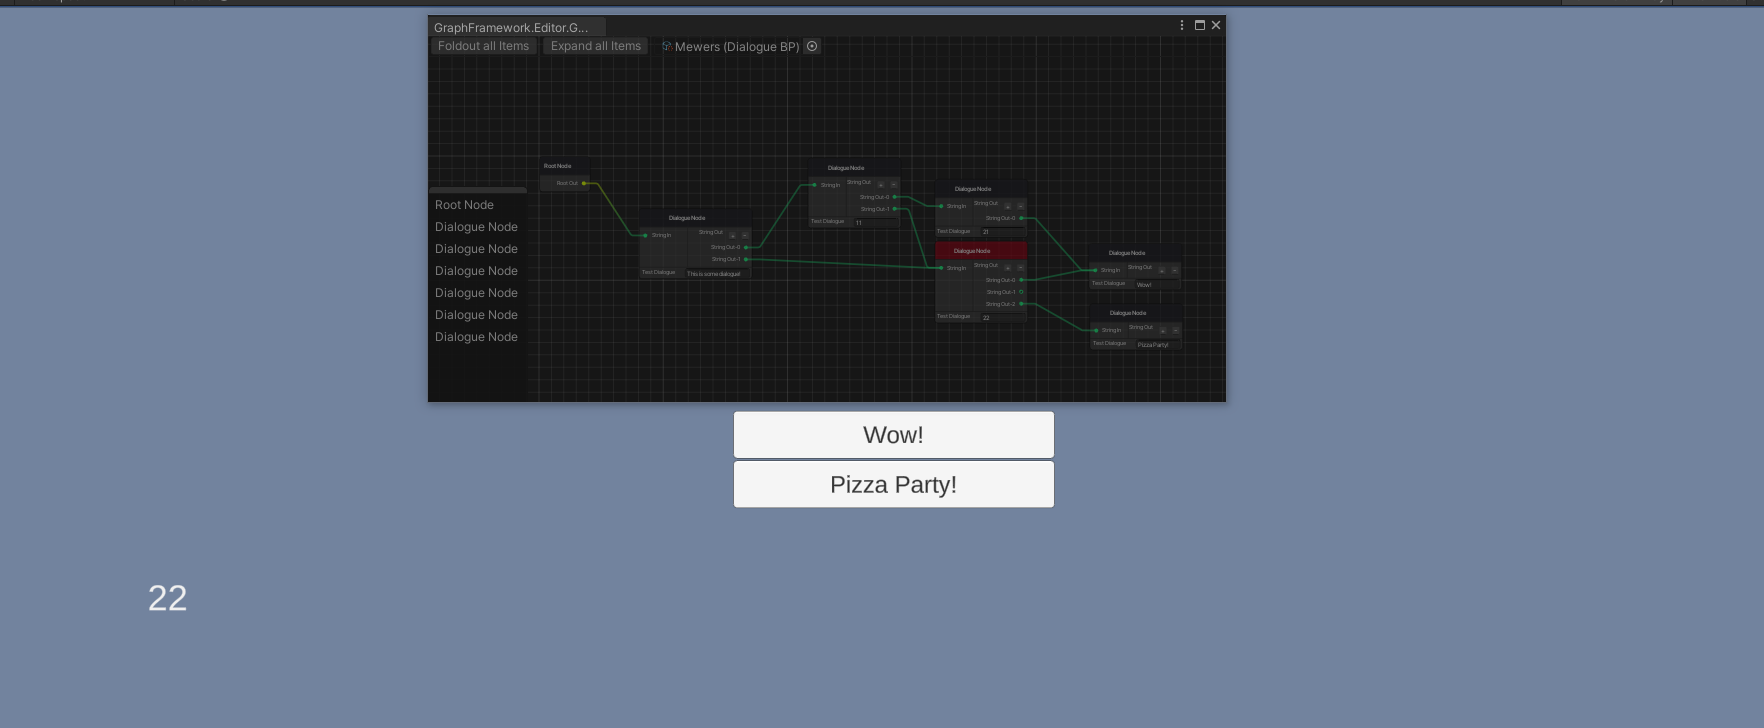 GraphFramework.Editor.G...
Foldout all Items
Expand all Items
Mewers (Dialogue BP)
Root Node
Root Out
Root Node
Dialogue Node
Dialogue Node
Dialogue Node
Dialogue Node
Dialogue Node
Dialogue Node
Dialogue Node
String In
String Out
String Out-0
String Out-1
Text Dialogue
This is some dialogue!
Dialogue Node
String In
String Out
String Out-0
String Out-1
Text Dialogue
11
Dialogue Node
String In
String Out
String Out-0
Text Dialogue
21
Dialogue Node
String In
String Out
String Out-0
String Out-1
String Out-2
Text Dialogue
22
Dialogue Node
String In
String Out
Text Dialogue
Wow!
Dialogue Node
String In
String Out
Text Dialogue
Pizza Party!
Wow!
Pizza Party!
22